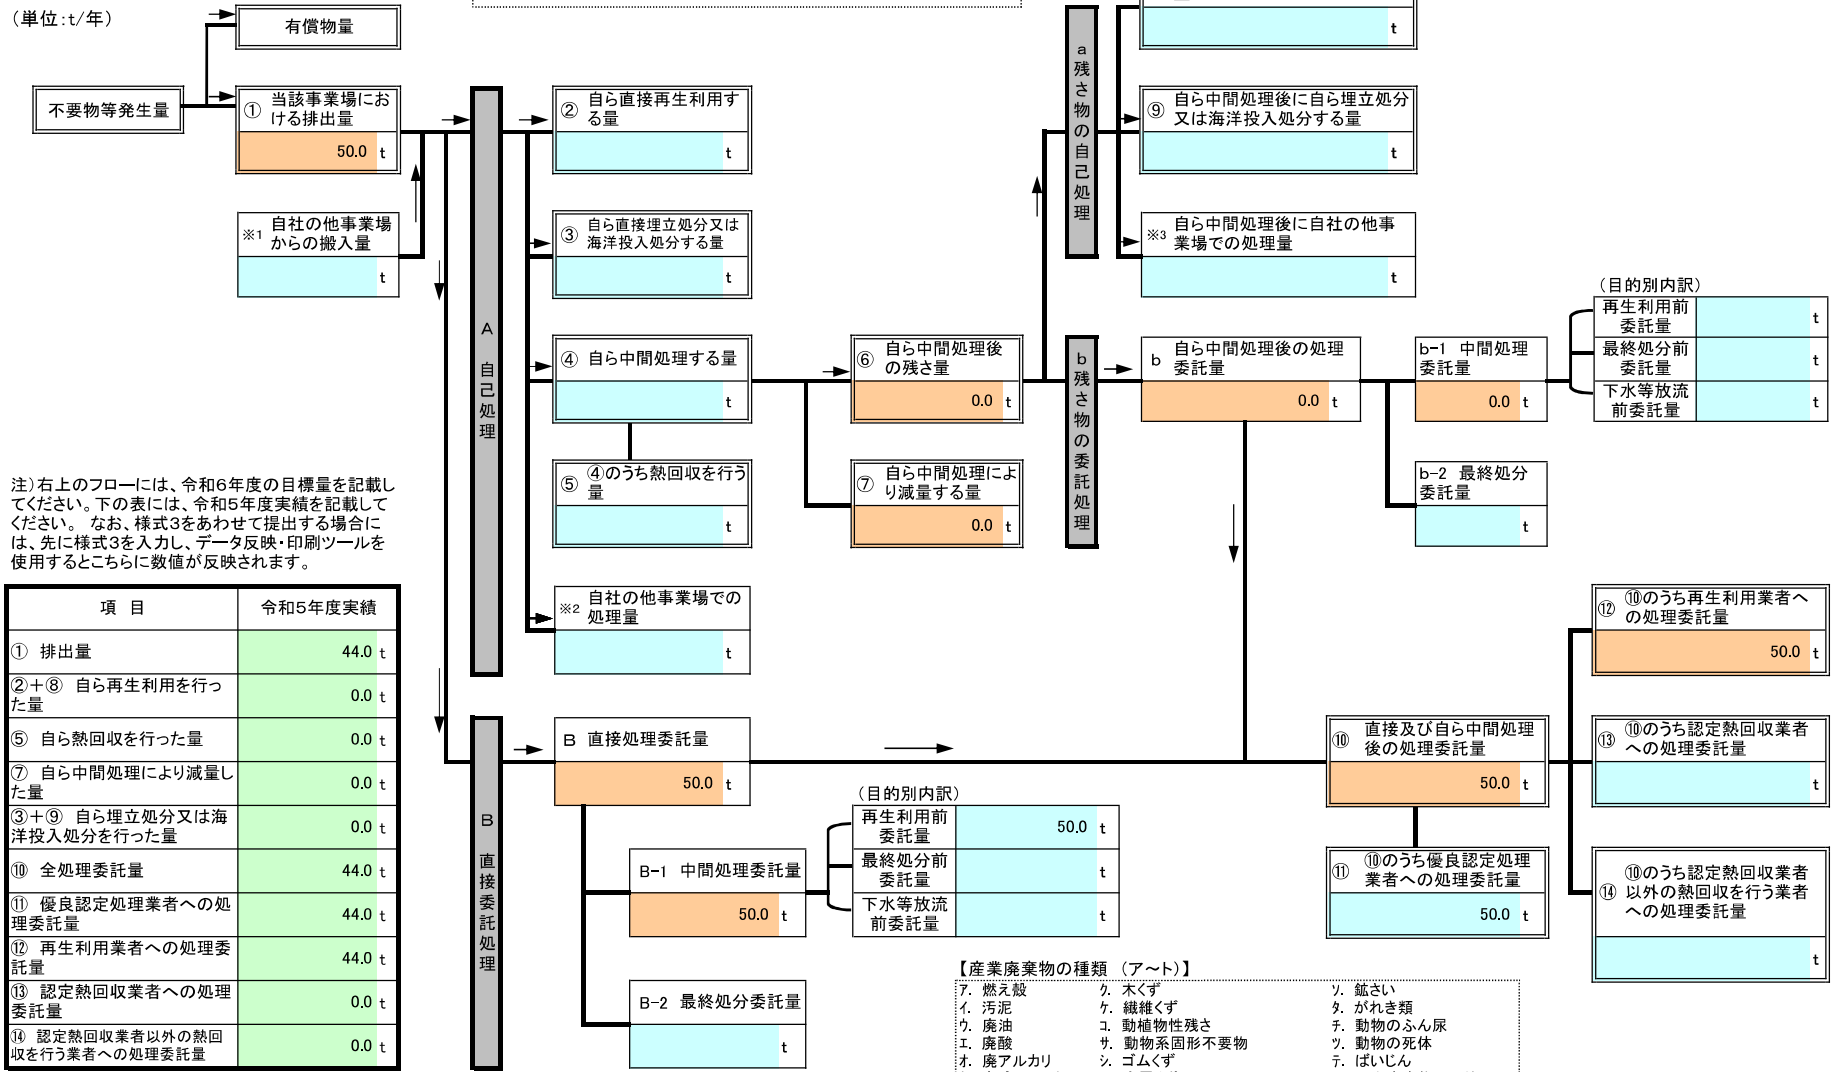 (単位:t/年)
有償物量
不要物等発生量
① 当該事業場にお
ける排出量
50.0 t
※1 自社の他事業場
からの搬入量
t
A 自己処理
② 自ら直接再生利用す
る量
t
③ 自ら直接埋立処分又は
海洋投入処分する量
t
④ 自ら中間処理する量
t
⑤ ④のうち熱回収を行う
量
t
※2 自社の他事業場での
処理量
t
⑥ 自ら中間処理後
の残さ量
0.0 t
⑦ 自ら中間処理によ
り減量する量
0.0 t
a 残さ物の自己処理
t
⑨ 自ら中間処理後に自ら埋立処分
又は海洋投入処分する量
t
※3 自ら中間処理後に自社の他事
業場での処理量
t
b 残さ物の委託処理
b 自ら中間処理後の処理
委託量
0.0 t
b-1 中間処理
委託量
0.0 t
b-2 最終処分
委託量
t
(目的別内訳)
再生利用前
委託量
t
最終処分前
委託量
t
下水等放流
前委託量
t
注)右上のフローには、令和6年度の目標量を記載し
てください。下の表には、令和5年度実績を記載して
ください。 なお、様式3をあわせて提出する場合に
は、先に様式3を入力し、データ反映・印刷ツールを
使用するとこちらに数値が反映されます。
項 目 令和5年度実績
① 排出量 44.0 t
②+⑧ 自ら再生利用を行っ
た量 0.0 t
⑤ 自ら熱回収を行った量 0.0 t
⑦ 自ら中間処理により減量し
た量 0.0 t
③+⑨ 自ら埋立処分又は海
洋投入処分を行った量 0.0 t
⑩ 全処理委託量 44.0 t
⑪ 優良認定処理業者への処
理委託量 44.0 t
⑫ 再生利用業者への処理委
託量 44.0 t
⑬ 認定熱回収業者への処理
委託量 0.0 t
⑭ 認定熱回収業者以外の熱回
収を行う業者への処理委託量 0.0 t
B 直接委託処理
B 直接処理委託量
50.0 t
B-1 中間処理委託量
50.0 t
B-2 最終処分委託量
t
(目的別内訳)
再生利用前
委託量
50.0 t
最終処分前
委託量
t
下水等放流
前委託量
t
⑩ 直接及び自ら中間処理
後の処理委託量
50.0 t
⑪ ⑩のうち優良認定処理
業者への処理委託量
50.0 t
⑫ ⑩のうち再生利用業者へ
の処理委託量
50.0 t
⑬ ⑩のうち認定熱回収業者
への処理委託量
t
⑭ ⑩のうち認定熱回収業者
以外の熱回収を行う業者
への処理委託量
t
【産業廃棄物の種類 (ア~ト)】
ア. 燃え殻 ク. 木くず ソ. 鉱さい
イ. 汚泥 ケ. 繊維くず タ. がれき類
ウ. 廃油 コ. 動植物性残さ チ. 動物のふん尿
エ. 廃酸 サ. 動物系固形不要物 ツ. 動物の死体
オ. 廃アルカリ シ. ゴムくず テ. ばいじん